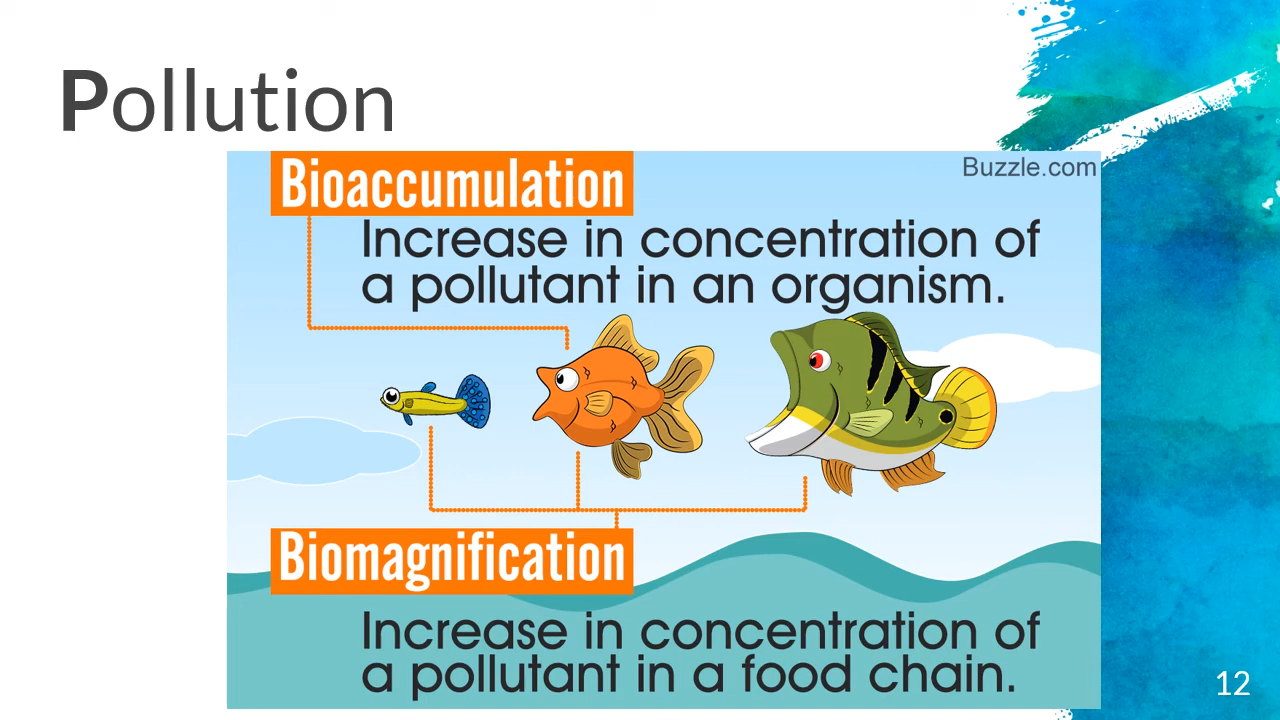 Pollution
Buzzle.com
Bioaccumulation
Increase in concentration of
a pollutant in an organism.
Biomagnification
Increase in concentration of
a pollutant in a food chain.
12